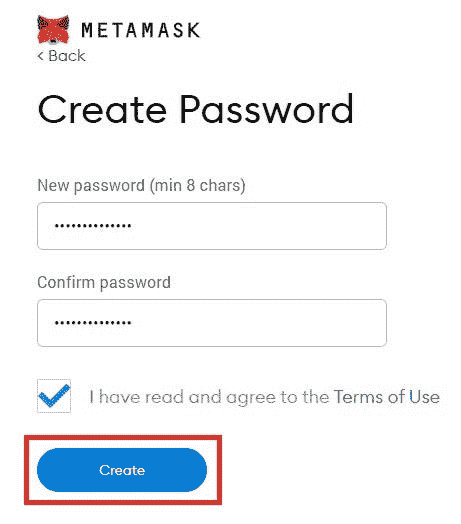 METAMASK
< Back
Create Password
New password (min 8 chars)
••••••••••••••
Confirm password
••••••••••••••
I have read and agree to the Terms of Use
Create